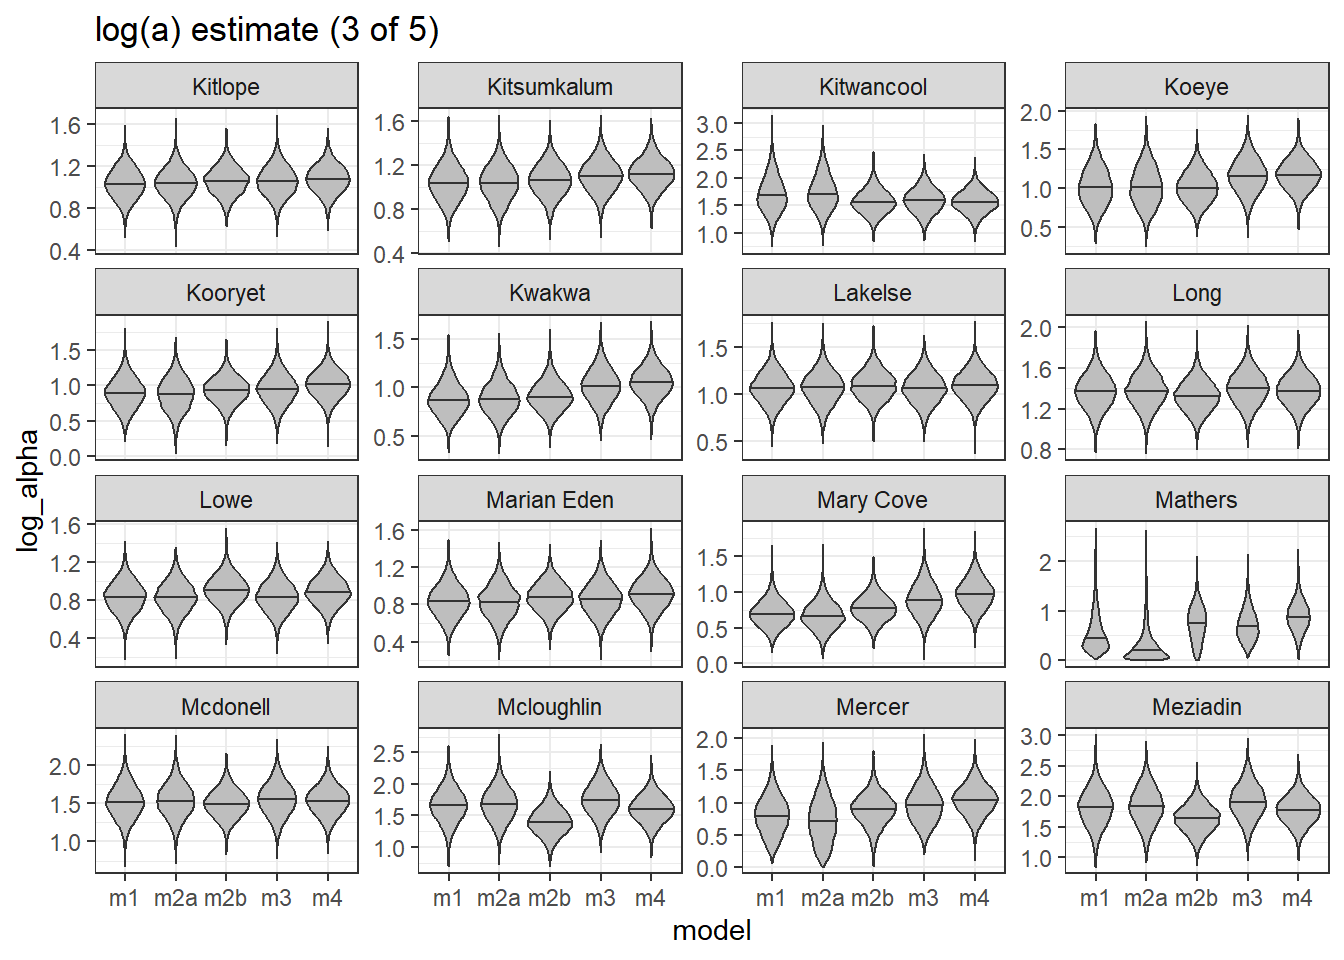 log(a) estimate (3 of 5)
Kitlope Kitsumkalum Kitwancool Koeye
1.6 1.2 0.8 0.4
1.6 1.2 0.8 0.4
3.0 2.5 2.0 1.5 1.0
2.0 1.5 1.0 0.5
Kooryet Kwakwa Lakelse Long
1.5 1.0 0.5 0.0
1.5 1.0 0.5
1.5 1.0 0.5
2.0 1.6 1.2 0.8
log_alpha
Lowe Marian Eden Mary Cove Mathers
1.6 1.2 0.8 0.4
1.6 1.2 0.8 0.4
1.5 1.0 0.5 0.0
2 1 0
Mcdonell Mcloughlin Mercer Meziadin
2.0 1.5 1.0
2.5 2.0 1.5 1.0
2.0 1.5 1.0 0.5 0.0
3.0 2.5 2.0 1.5 1.0
m1 m2a m2b m3 m4 m1 m2a m2b m3 m4 m1 m2a m2b m3 m4 m1 m2a m2b m3 m4
model